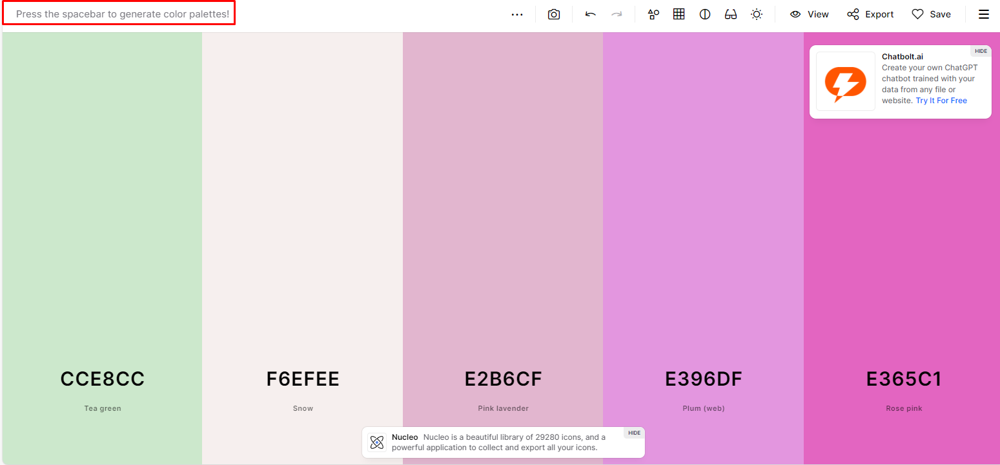 Press the spacebar to generate color palettes!
View
Export
Save
HIDE
Chatbolt.ai
Create your own ChatGPT
chatbot trained with your
data from any file or
website. Try It For Free
CCE8CC
Tea green
F6EFEE
Snow
E2B6CF
Pink lavender
E396DF
Plum (web)
E365C1
Rose pink
HIDE
Nucleo Nucleo is a beautiful library of 29280 icons, and a
powerful application to collect and export all your icons.